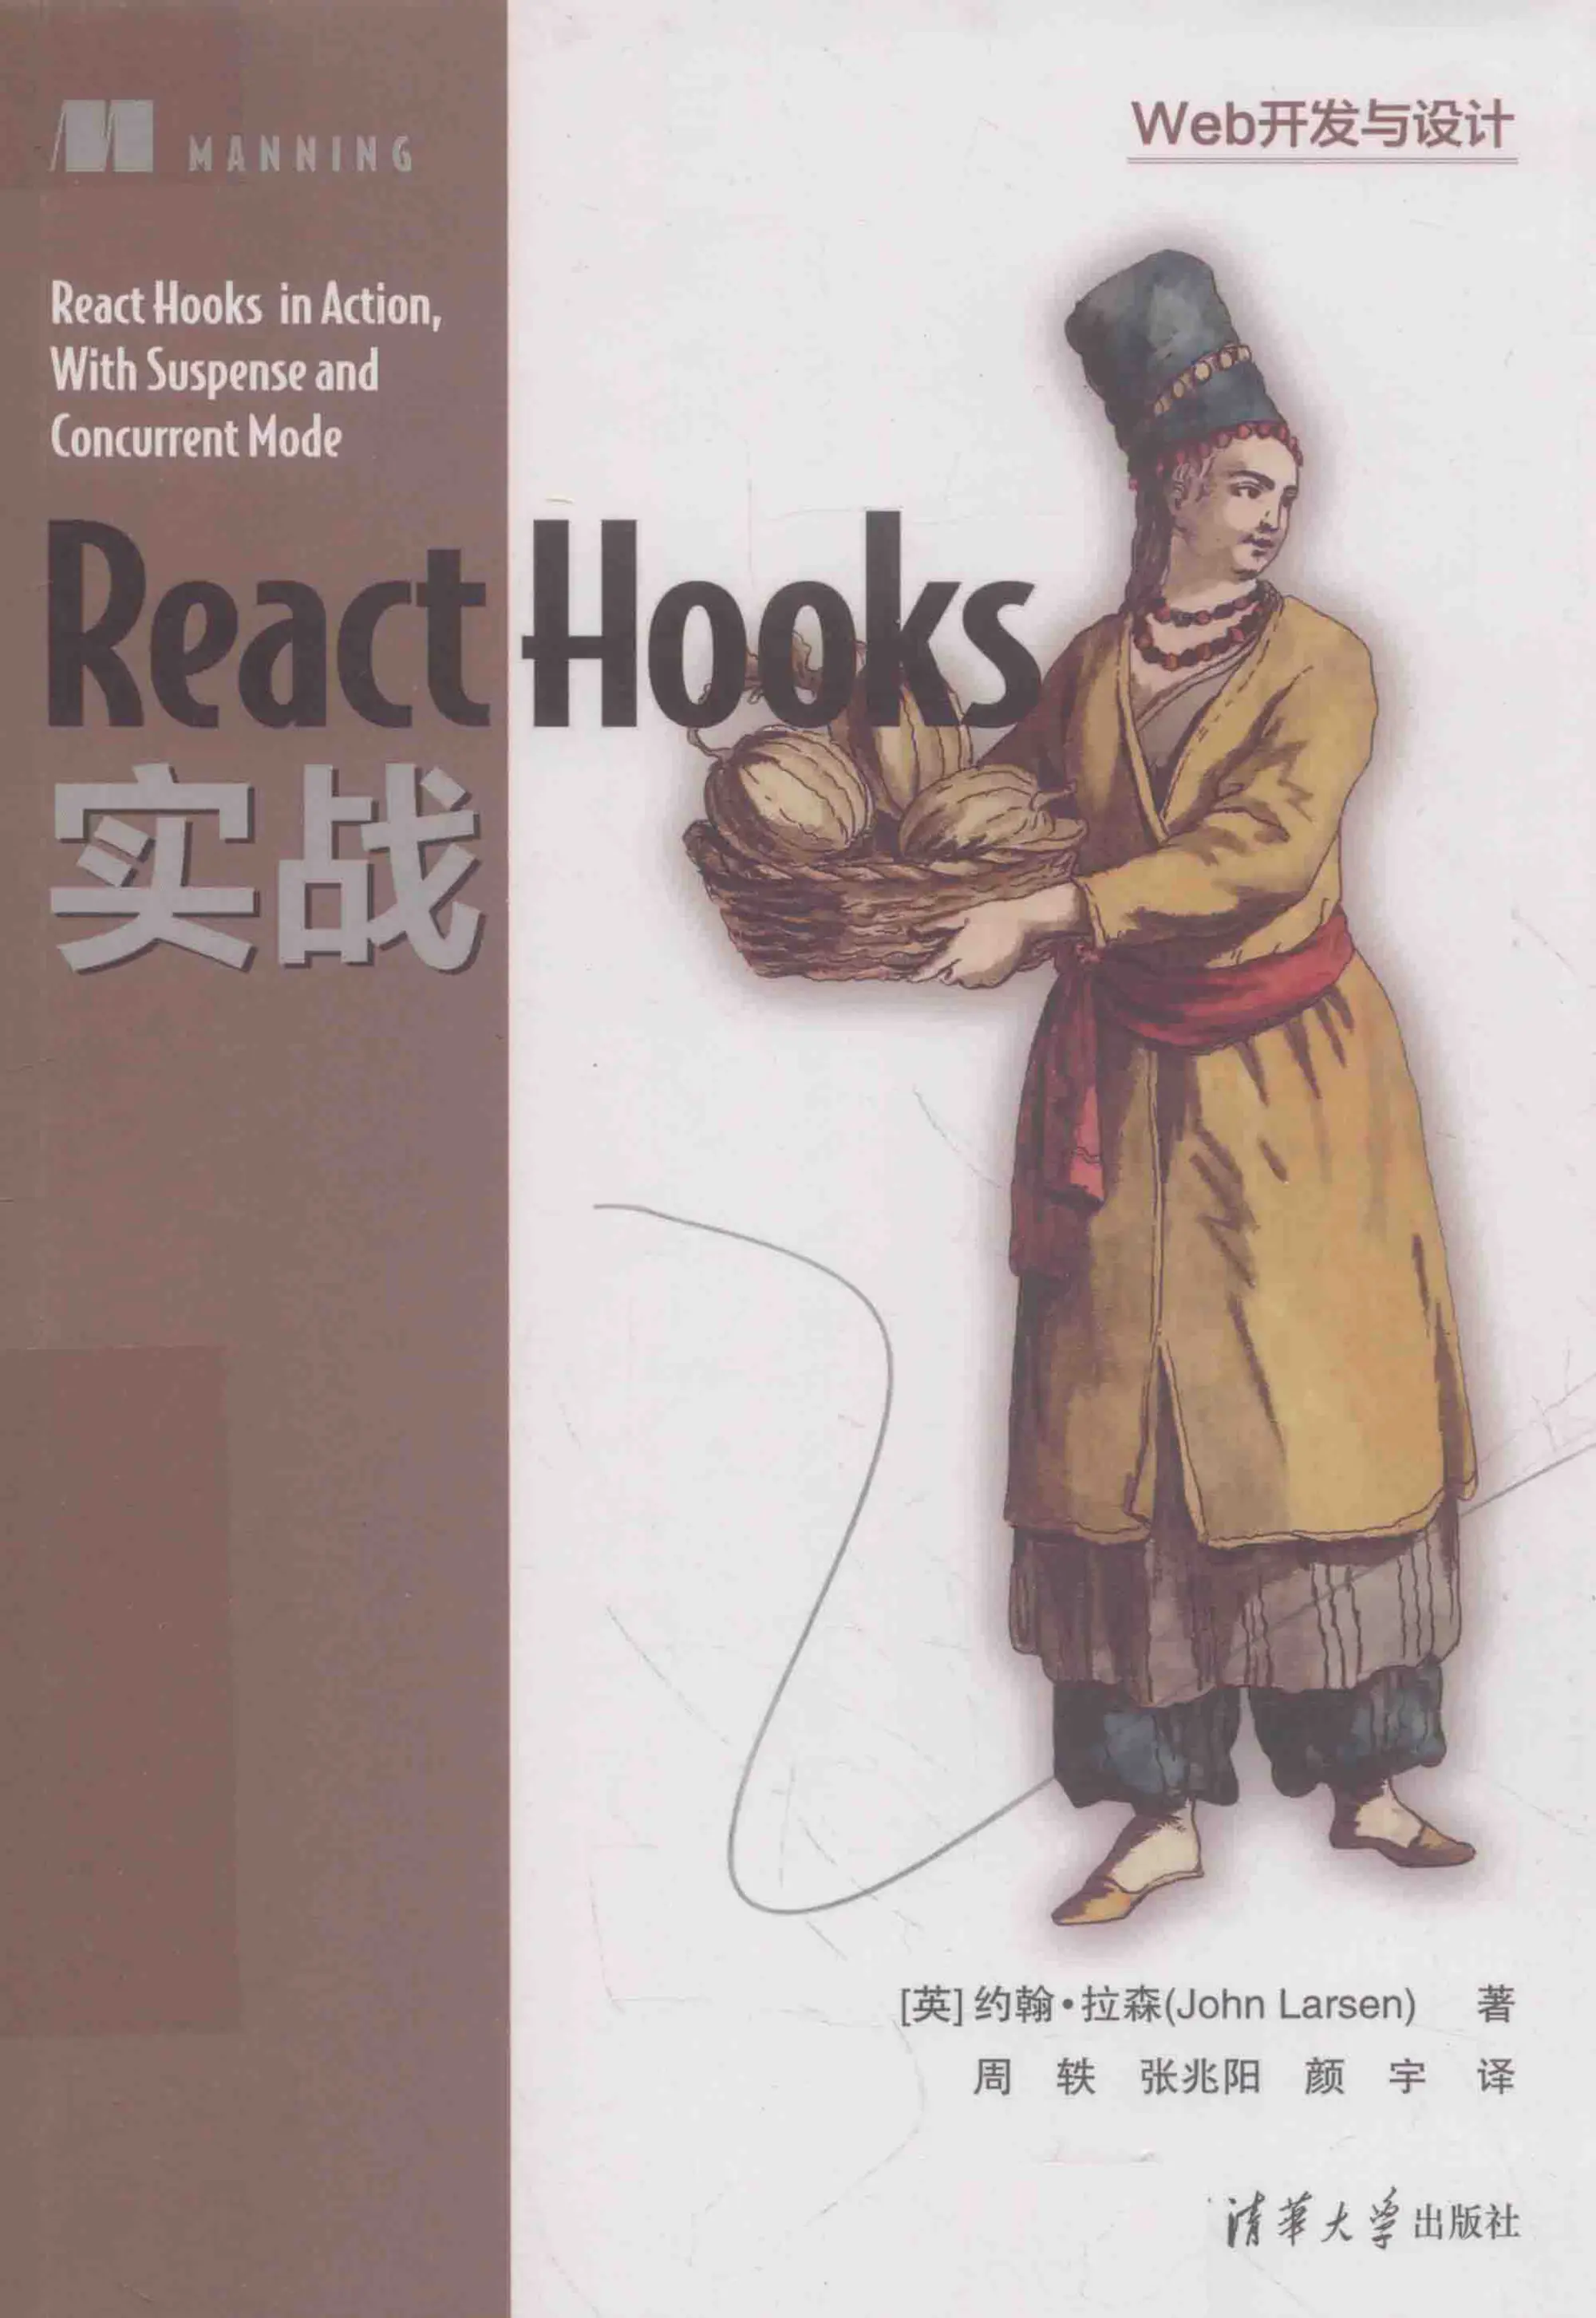 MANNING
Web开发与设计
React Hooks in Action,
With Suspense and
Concurrent Mode
React Hooks
实战
[英] 约翰·拉森(John Larsen) 著
周 轶 张兆阳 颜 宇 译
清华大学出版社